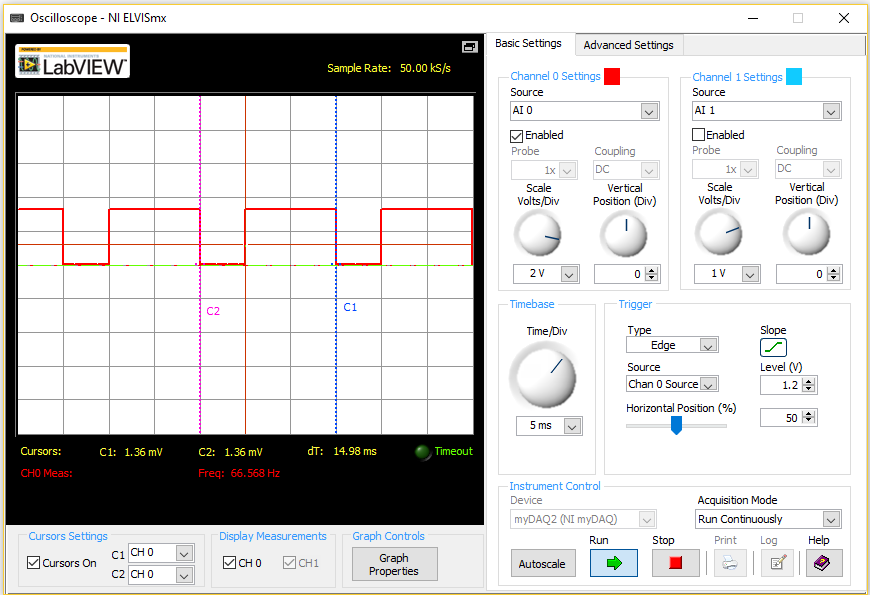 Oscilloscope - NI ELVISmx
POWERED BY
NATIONAL INSTRUMENTS
LabVIEW™
Sample Rate: 50.00 kS/s
C2
C1
Cursors: C1: 1.36 mV C2: 1.36 mV dT: 14.98 ms Timeout
CH0 Meas: Freq: 66.568 Hz
Cursors Settings
Cursors On
C1 CH 0
C2 CH 0
Display Measurements
CH 0 CH1
Graph Controls
Graph
Properties
Basic Settings Advanced Settings
Channel 0 Settings
Source
AI 0
Enabled
Probe Coupling
1x DC
Scale Vertical
Volts/Div Position (Div)
2 V 0
Channel 1 Settings
Source
AI 1
Enabled
Probe Coupling
1x DC
Scale Vertical
Volts/Div Position (Div)
1 V 0
Timebase
Time/Div
5 ms
Trigger
Type Slope
Edge
Source Level (V)
Chan 0 Source 1.2
Horizontal Position (%)
50
Instrument Control
Device Acquisition Mode
myDAQ2 (NI myDAQ) Run Continuously
Run Stop Print Log Help
Autoscale